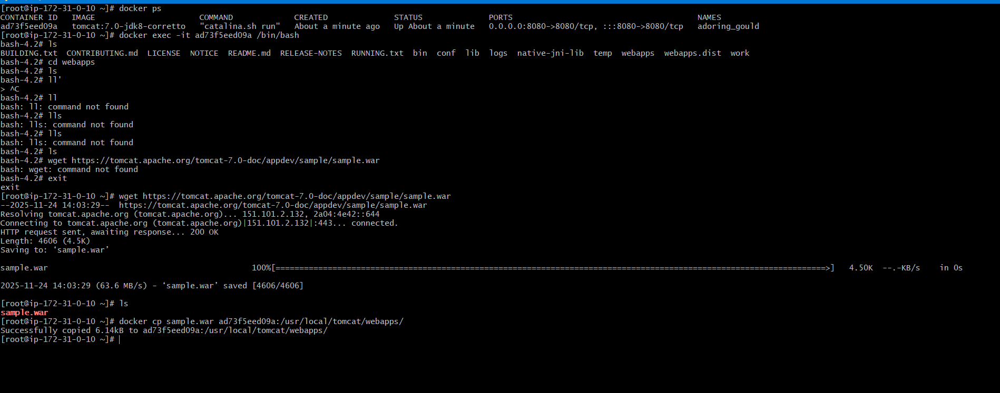 [root@ip-172-31-0-10 ~]# docker ps
CONTAINER ID   IMAGE                      COMMAND             CREATED              STATUS              PORTS                                       NAMES
ad73f5eed09a   tomcat:7.0-jdk8-corretto   "catalina.sh run"   About a minute ago   Up About a minute   0.0.0.0:8080->8080/tcp, :::8080->8080/tcp   adoring_gould
[root@ip-172-31-0-10 ~]# docker exec -it ad73f5eed09a /bin/bash
bash-4.2# ls
BUILDING.txt  CONTRIBUTING.md  LICENSE  NOTICE  README.md  RELEASE-NOTES  RUNNING.txt  bin  conf  lib  logs  native-jni-lib  temp  webapps  webapps.dist  work
bash-4.2# cd webapps
bash-4.2# ls
bash-4.2# ll'
> ^C
bash-4.2# ll
bash: ll: command not found
bash-4.2# lls
bash: lls: command not found
bash-4.2# lls
bash: lls: command not found
bash-4.2# ls
bash-4.2# wget https://tomcat.apache.org/tomcat-7.0-doc/appdev/sample/sample.war
bash: wget: command not found
bash-4.2# exit
exit
[root@ip-172-31-0-10 ~]# wget https://tomcat.apache.org/tomcat-7.0-doc/appdev/sample/sample.war
--2025-11-24 14:03:29--  https://tomcat.apache.org/tomcat-7.0-doc/appdev/sample/sample.war
Resolving tomcat.apache.org (tomcat.apache.org)... 151.101.2.132, 2a04:4e42::644
Connecting to tomcat.apache.org (tomcat.apache.org)|151.101.2.132|:443... connected.
HTTP request sent, awaiting response... 200 OK
Length: 4606 (4.5K)
Saving to: ‘sample.war’
sample.war                                           100%[====================================================================================================================>]   4.50K  --.-KB/s    in 0s
2025-11-24 14:03:29 (63.6 MB/s) - ‘sample.war’ saved [4606/4606]
[root@ip-172-31-0-10 ~]# ls
sample.war
[root@ip-172-31-0-10 ~]# docker cp sample.war ad73f5eed09a:/usr/local/tomcat/webapps/
Successfully copied 6.14kB to ad73f5eed09a:/usr/local/tomcat/webapps/
[root@ip-172-31-0-10 ~]#